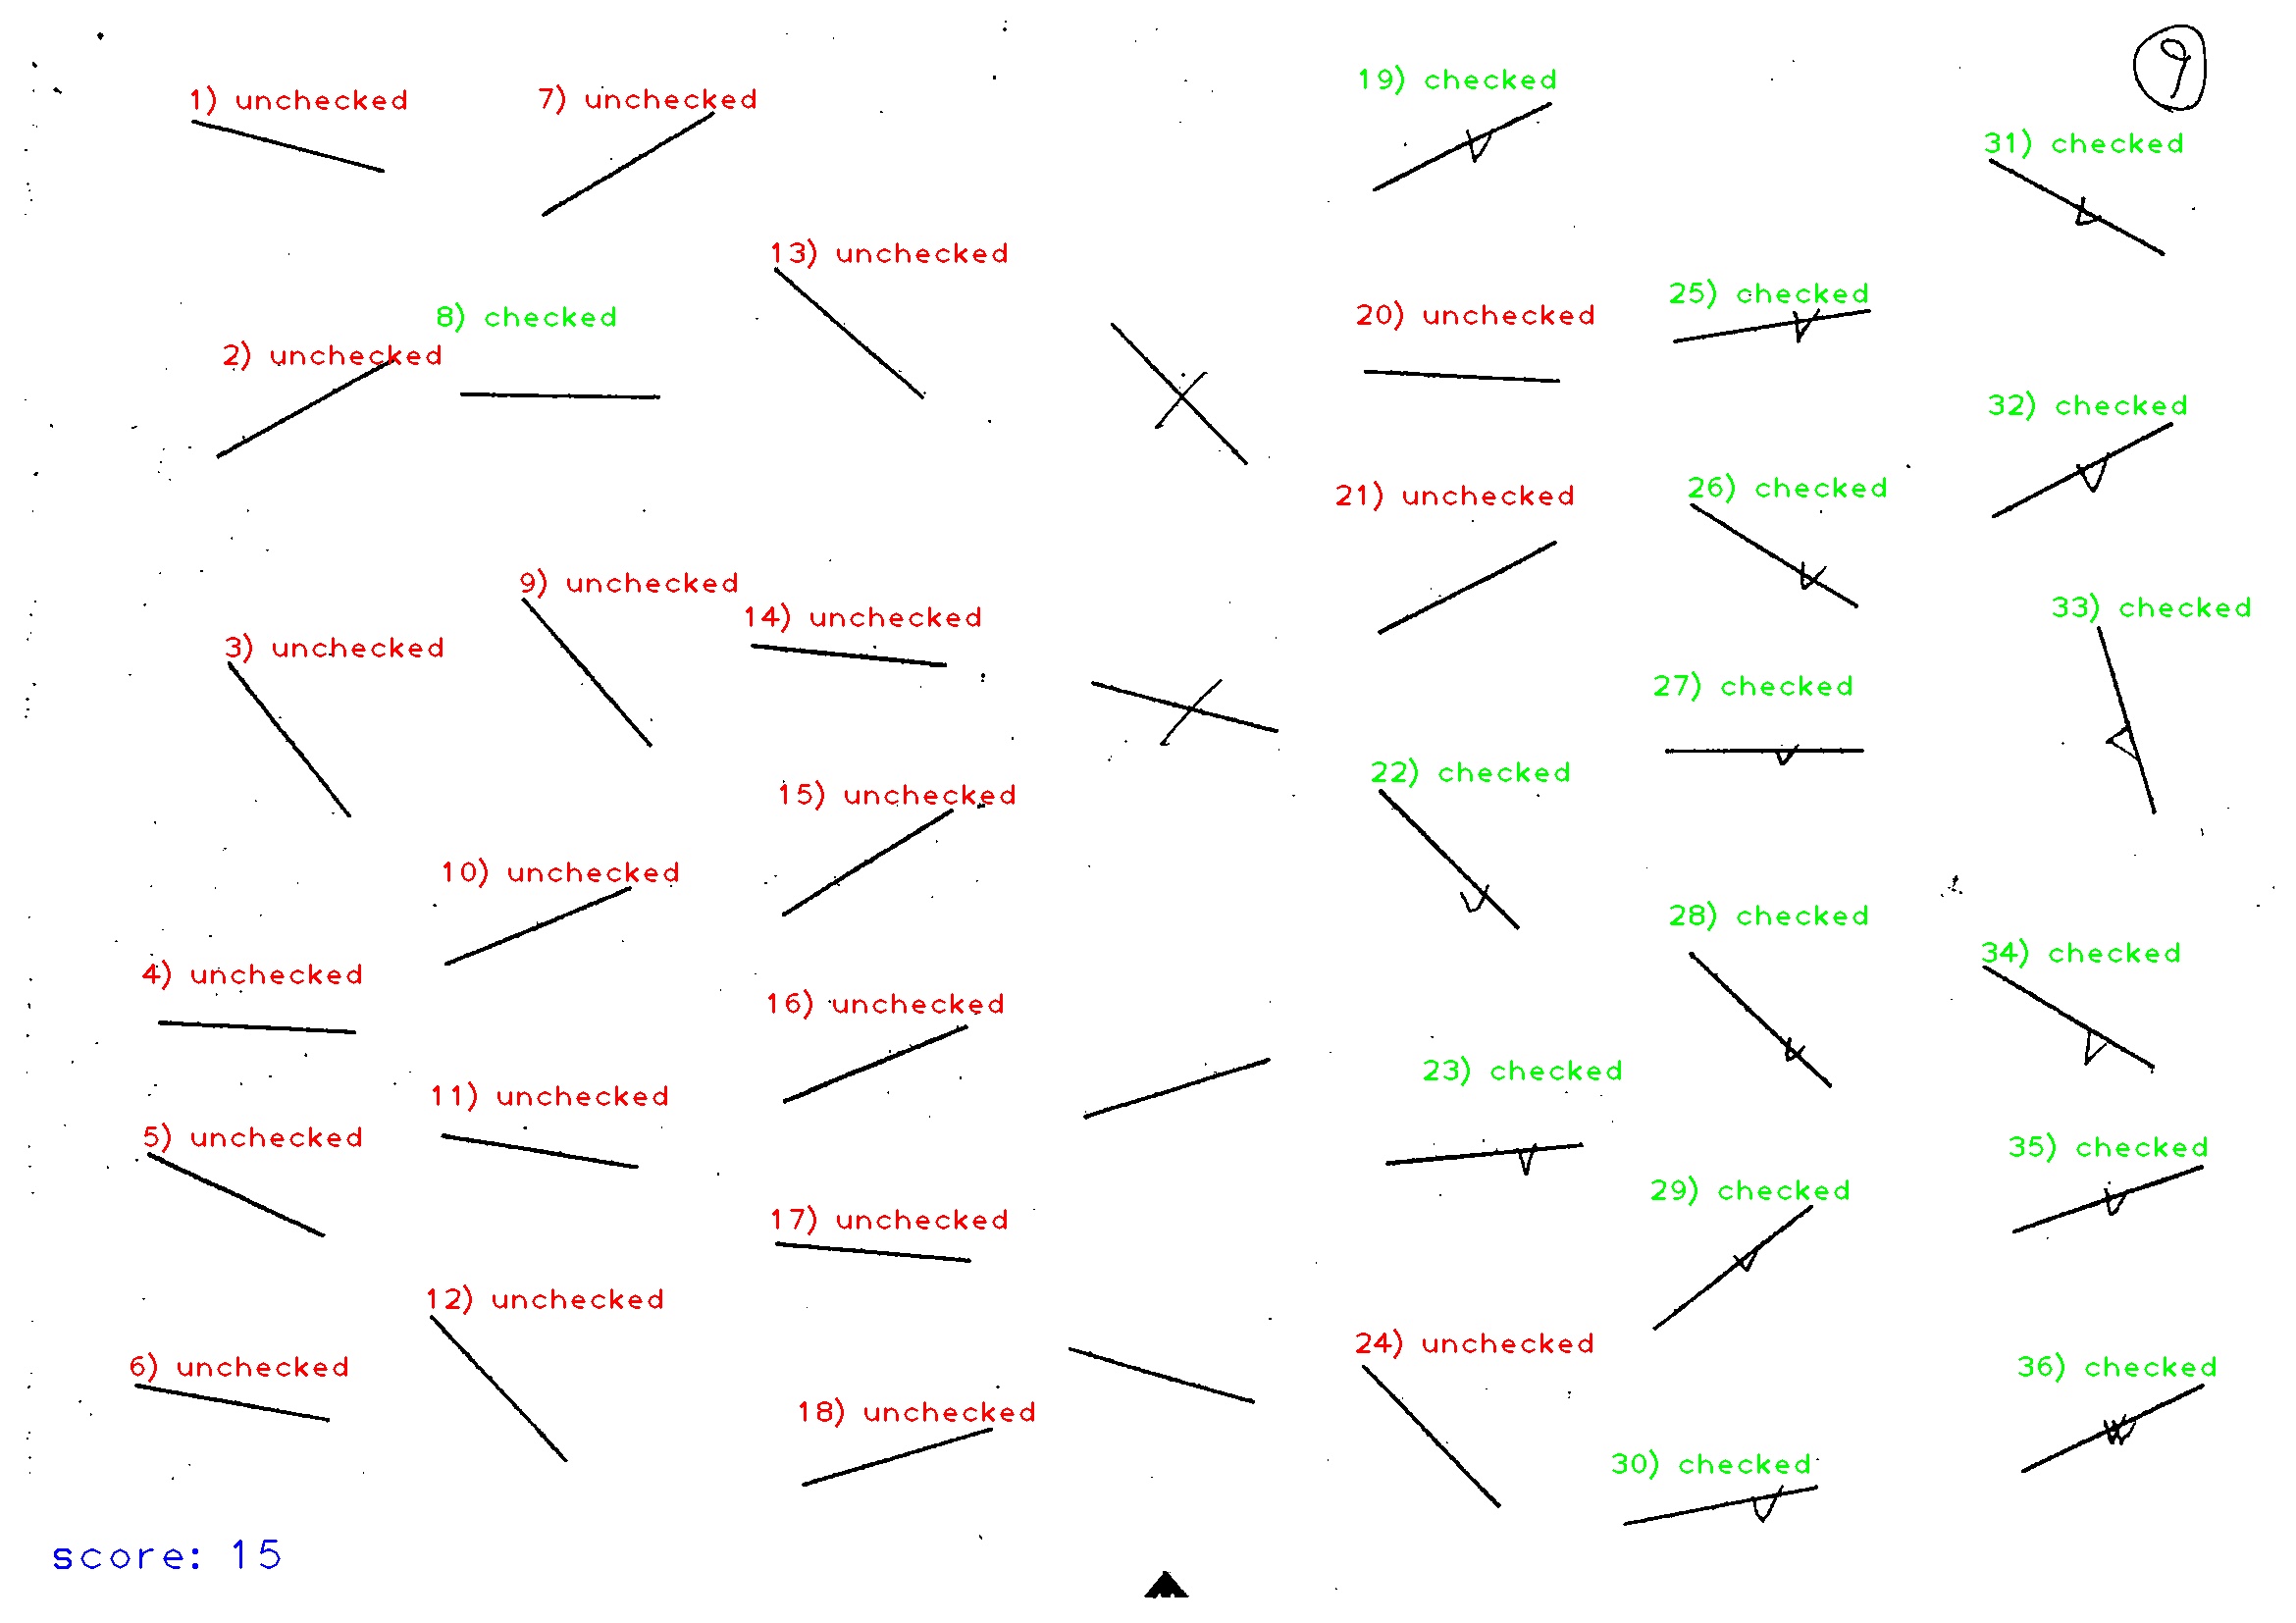 9
1) unchecked
7) unchecked
19) checked
31) checked
13) unchecked
8) checked
20) unchecked
25) checked
2) unchecked
32) checked
21) unchecked
26) checked
9) unchecked
14) unchecked
33) checked
3) unchecked
27) checked
15) unchecked
22) checked
10) unchecked
28) checked
4) unchecked
34) checked
16) unchecked
23) checked
11) unchecked
5) unchecked
35) checked
29) checked
17) unchecked
12) unchecked
24) unchecked
6) unchecked
36) checked
18) unchecked
30) checked
score: 15